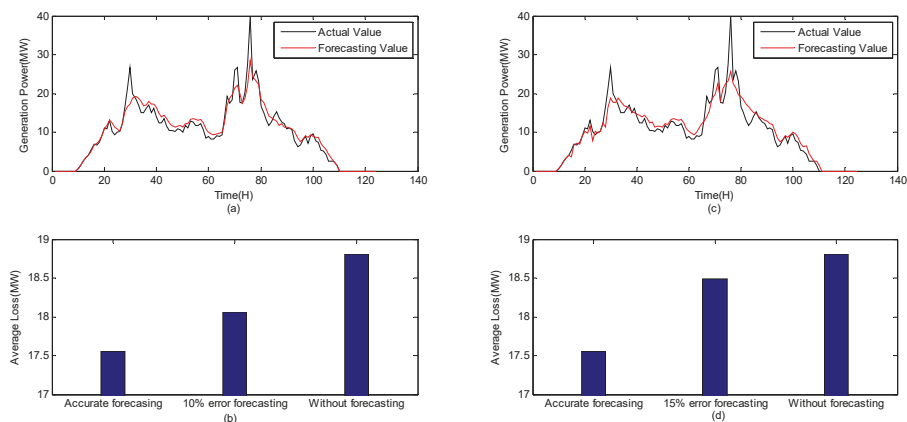 40
30
20
10
0
Generation Power(MW)
Actual Value
Forecasting Value
0 20 40 60 80 100 120 140
Time(H)
(a)
40
30
20
10
0
Generation Power(MW)
Actual Value
Forecasting Value
0 20 40 60 80 100 120 140
Time(H)
(c)
19
18.5
18
17.5
17
Average Loss(MW)
Accurate forecasing 10% error forecasting Without forecasting
(b)
19
18.5
18
17.5
17
Average Loss(MW)
Accurate forecasing 15% error forecasting Without forecasting
(d)